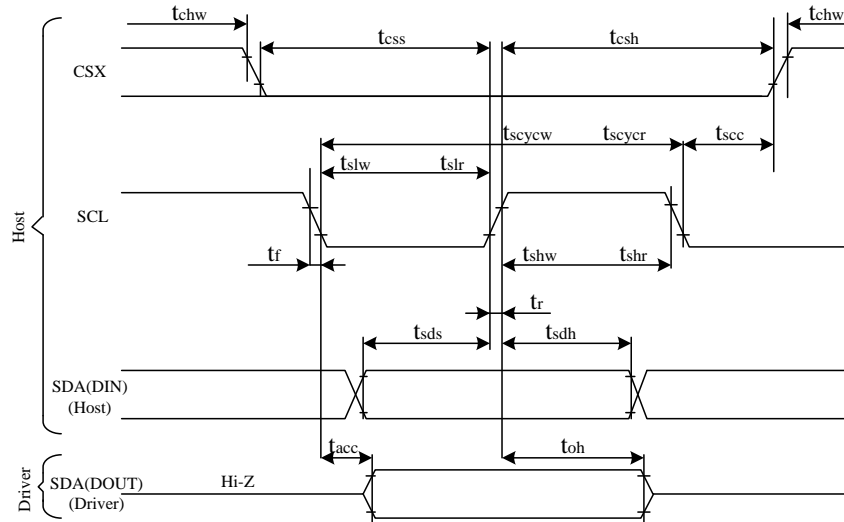 tchw
tcss
tcsh
tchw
CSX
tscycw
tscycr
tscc
tslw
tslr
SCL
Host
tf
tshw
tshr
tr
tsds
tsdh
SDA(DIN)
(Host)
tacc
toh
Driver
SDA(DOUT)
(Driver)
Hi-Z